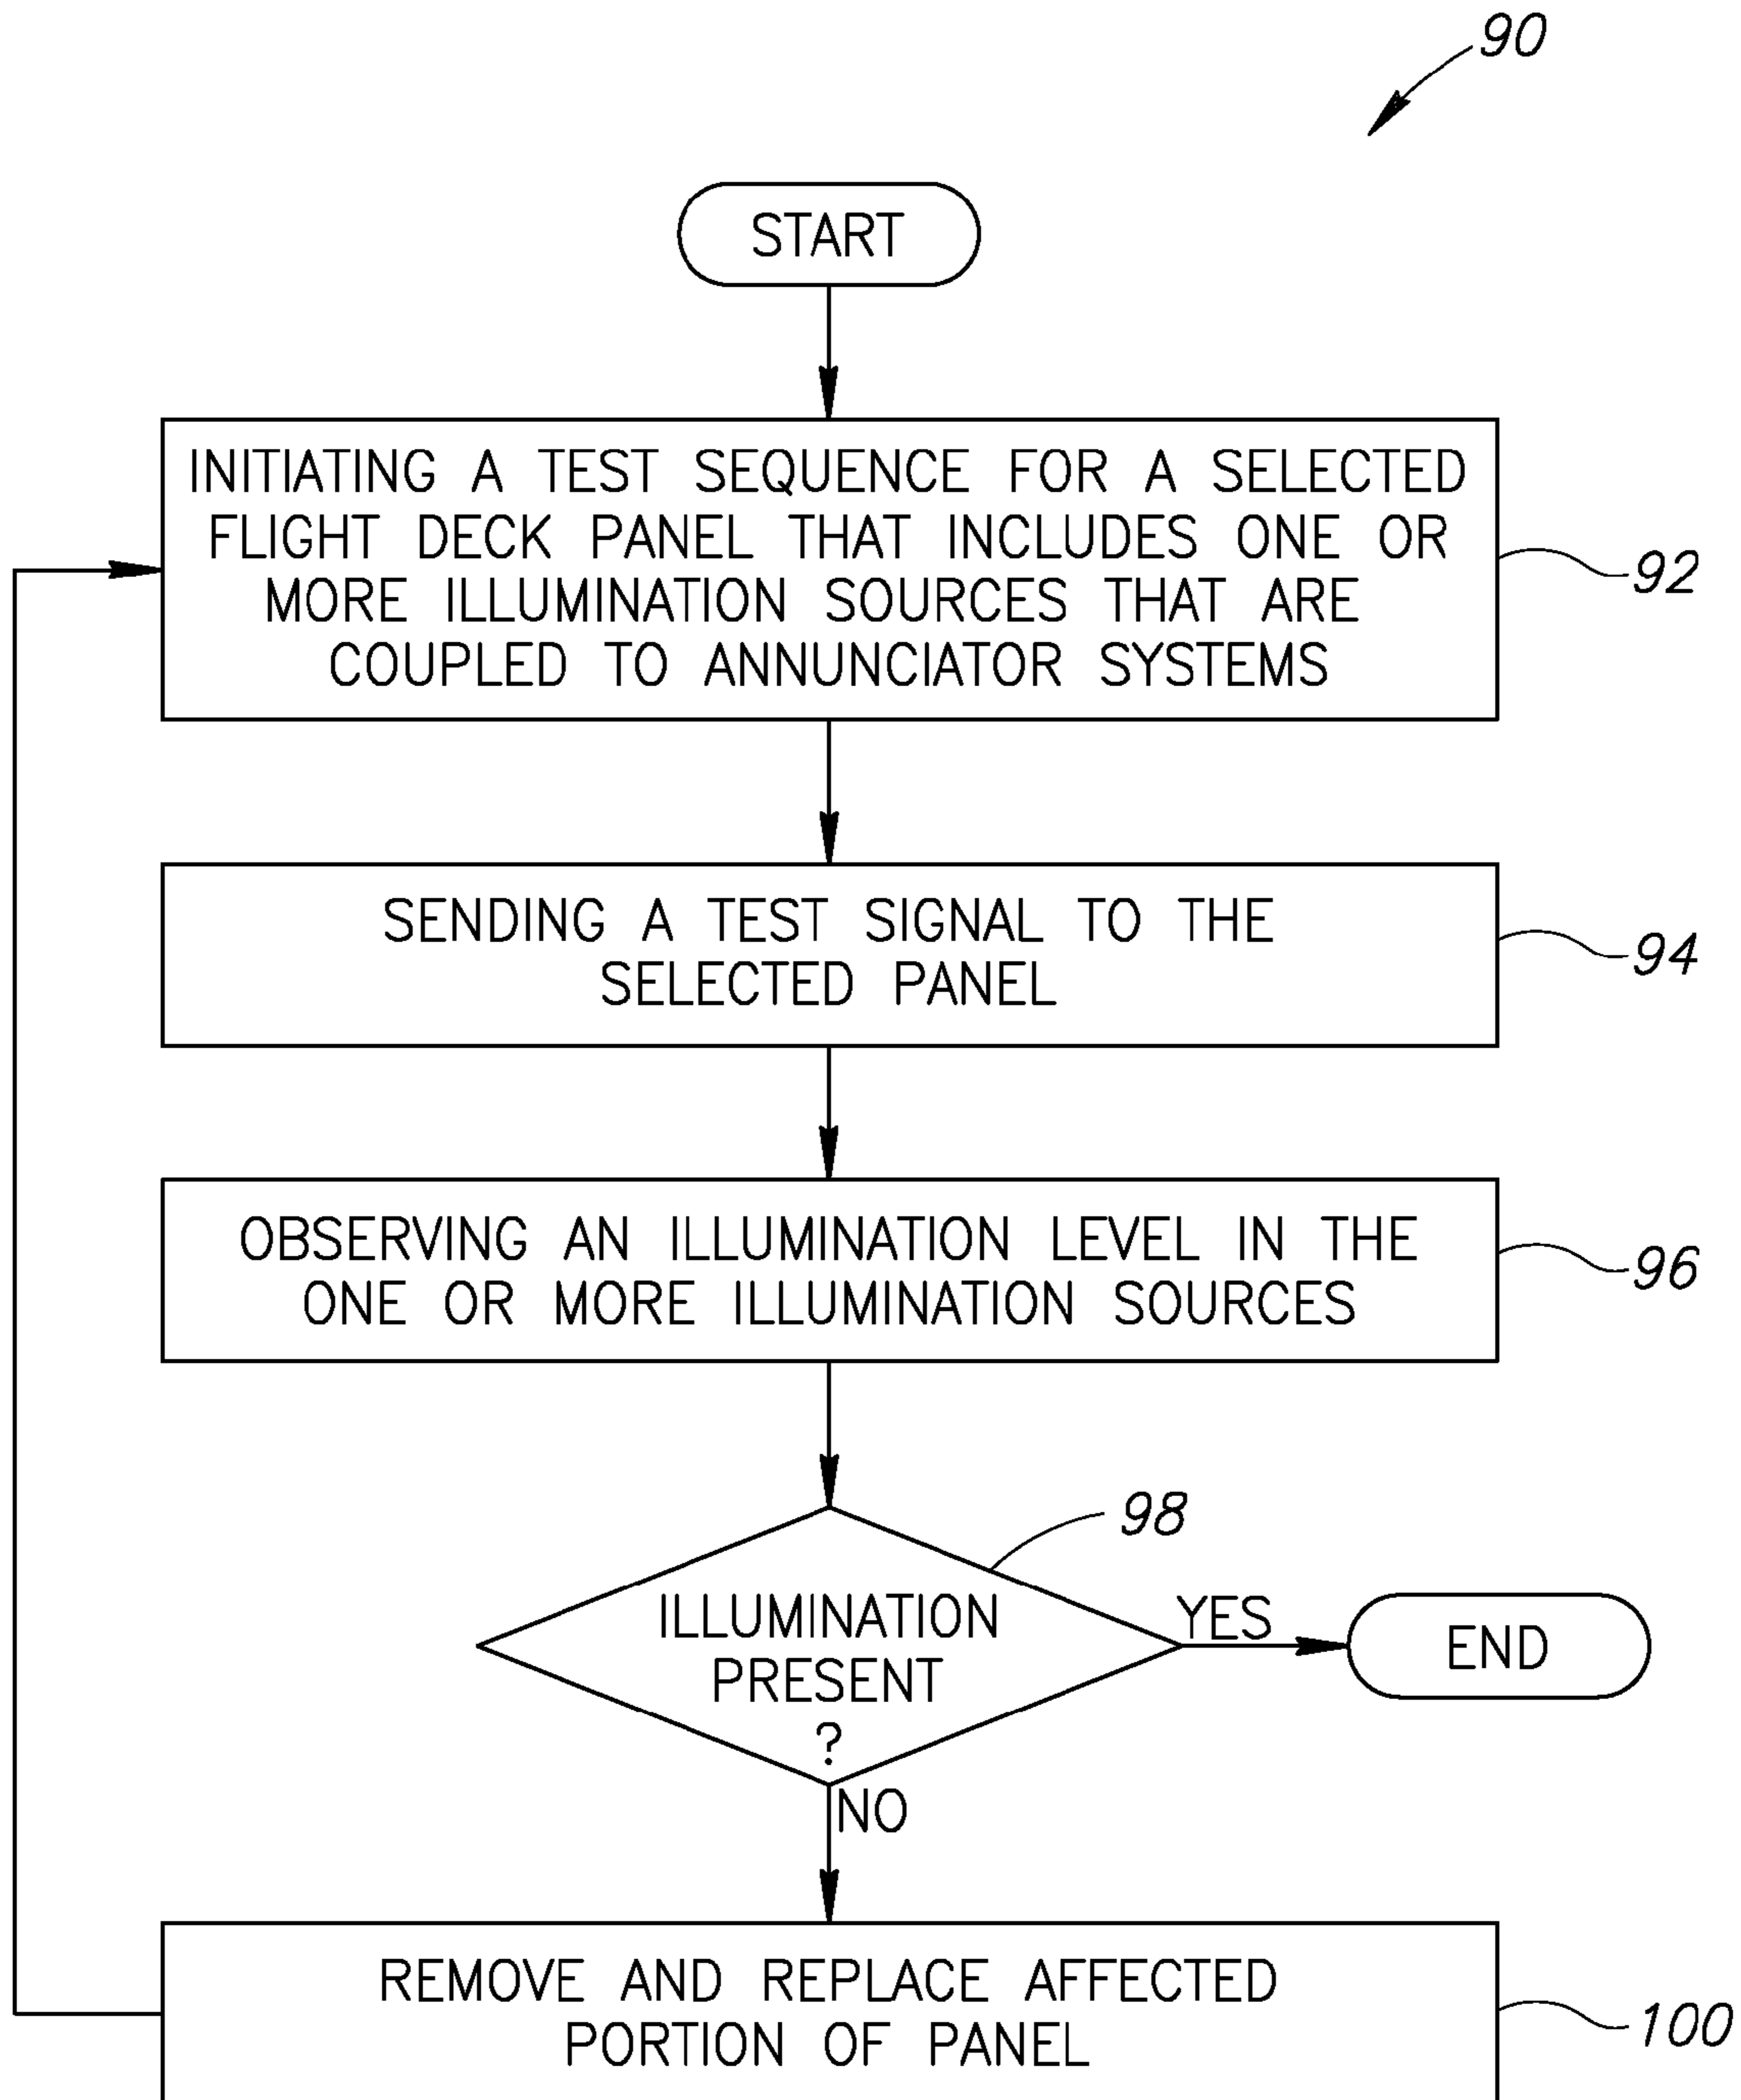 90
START
INITIATING A TEST SEQUENCE FOR A SELECTED
FLIGHT DECK PANEL THAT INCLUDES ONE OR
MORE ILLUMINATION SOURCES THAT ARE
COUPLED TO ANNUNCIATOR SYSTEMS
92
SENDING A TEST SIGNAL TO THE
SELECTED PANEL
94
OBSERVING AN ILLUMINATION LEVEL IN THE
ONE OR MORE ILLUMINATION SOURCES
96
98
ILLUMINATION
PRESENT
?
YES
END
NO
REMOVE AND REPLACE AFFECTED
PORTION OF PANEL
100